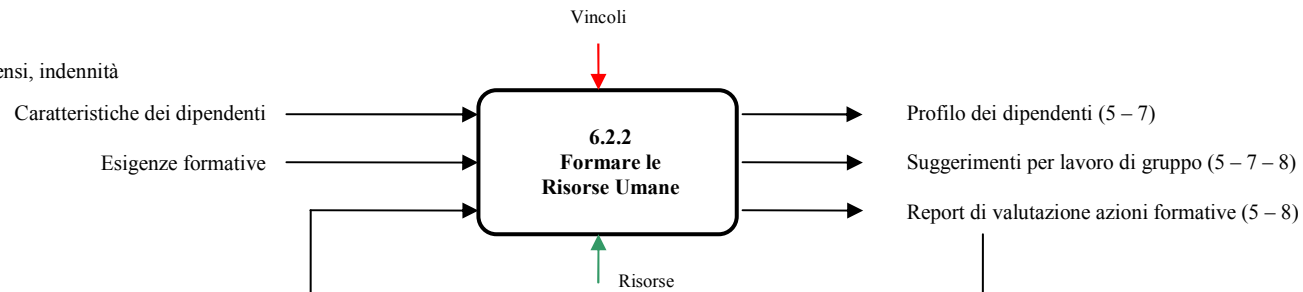 Vincoli
ensi, indennità
Caratteristiche dei dipendenti
Esigenze formative
6.2.2
Formare le
Risorse Umane
Profilo dei dipendenti (5 – 7)
Suggerimenti per lavoro di gruppo (5 – 7 – 8)
Report di valutazione azioni formative (5 – 8)
Risorse